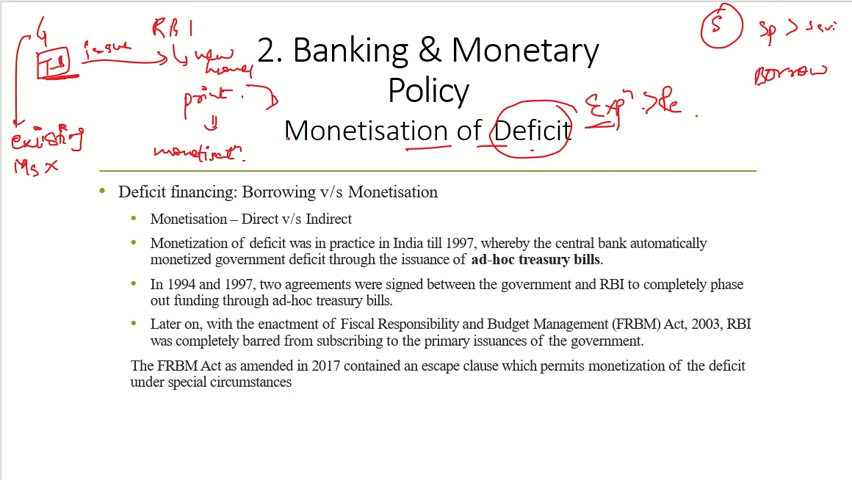 G
RBI
S
Sp > savi
issue
T-B
new
money
2. Banking & Monetary
Borrow
Policy
print.
Expⁿ > Re.
existing
Monetisation of Deficit
MS x
monetisatⁿ.
• Deficit financing: Borrowing v/s Monetisation
• Monetisation – Direct v/s Indirect
• Monetization of deficit was in practice in India till 1997, whereby the central bank automatically
monetized government deficit through the issuance of ad-hoc treasury bills.
• In 1994 and 1997, two agreements were signed between the government and RBI to completely phase
out funding through ad-hoc treasury bills.
• Later on, with the enactment of Fiscal Responsibility and Budget Management (FRBM) Act, 2003, RBI
was completely barred from subscribing to the primary issuances of the government.
The FRBM Act as amended in 2017 contained an escape clause which permits monetization of the deficit
under special circumstances